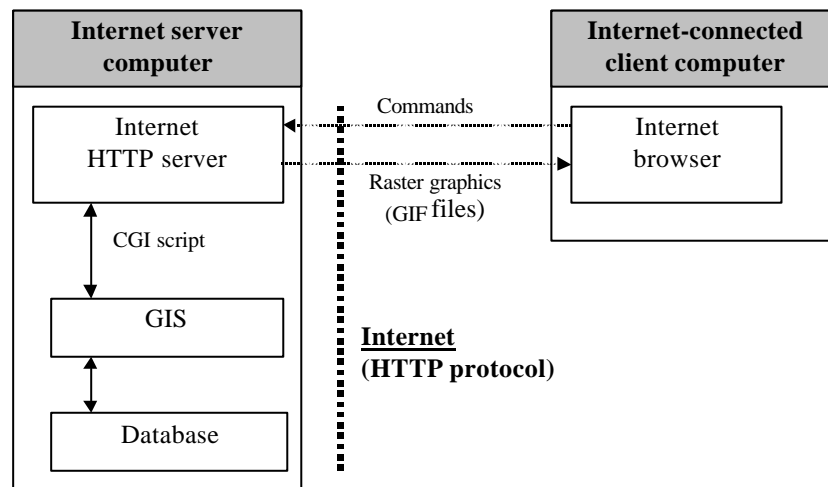 Internet server
computer
Internet-connected
client computer
Internet
HTTP server
Commands
Internet
browser
Raster graphics
(GIF files)
CGI script
GIS
Internet
(HTTP protocol)
Database